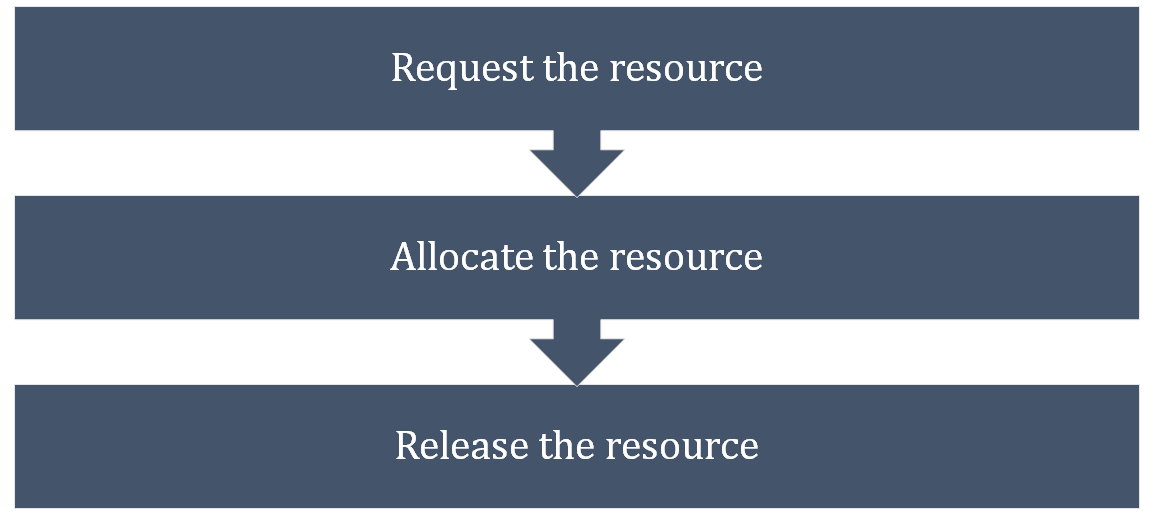 Request the resource
Allocate the resource
Release the resource